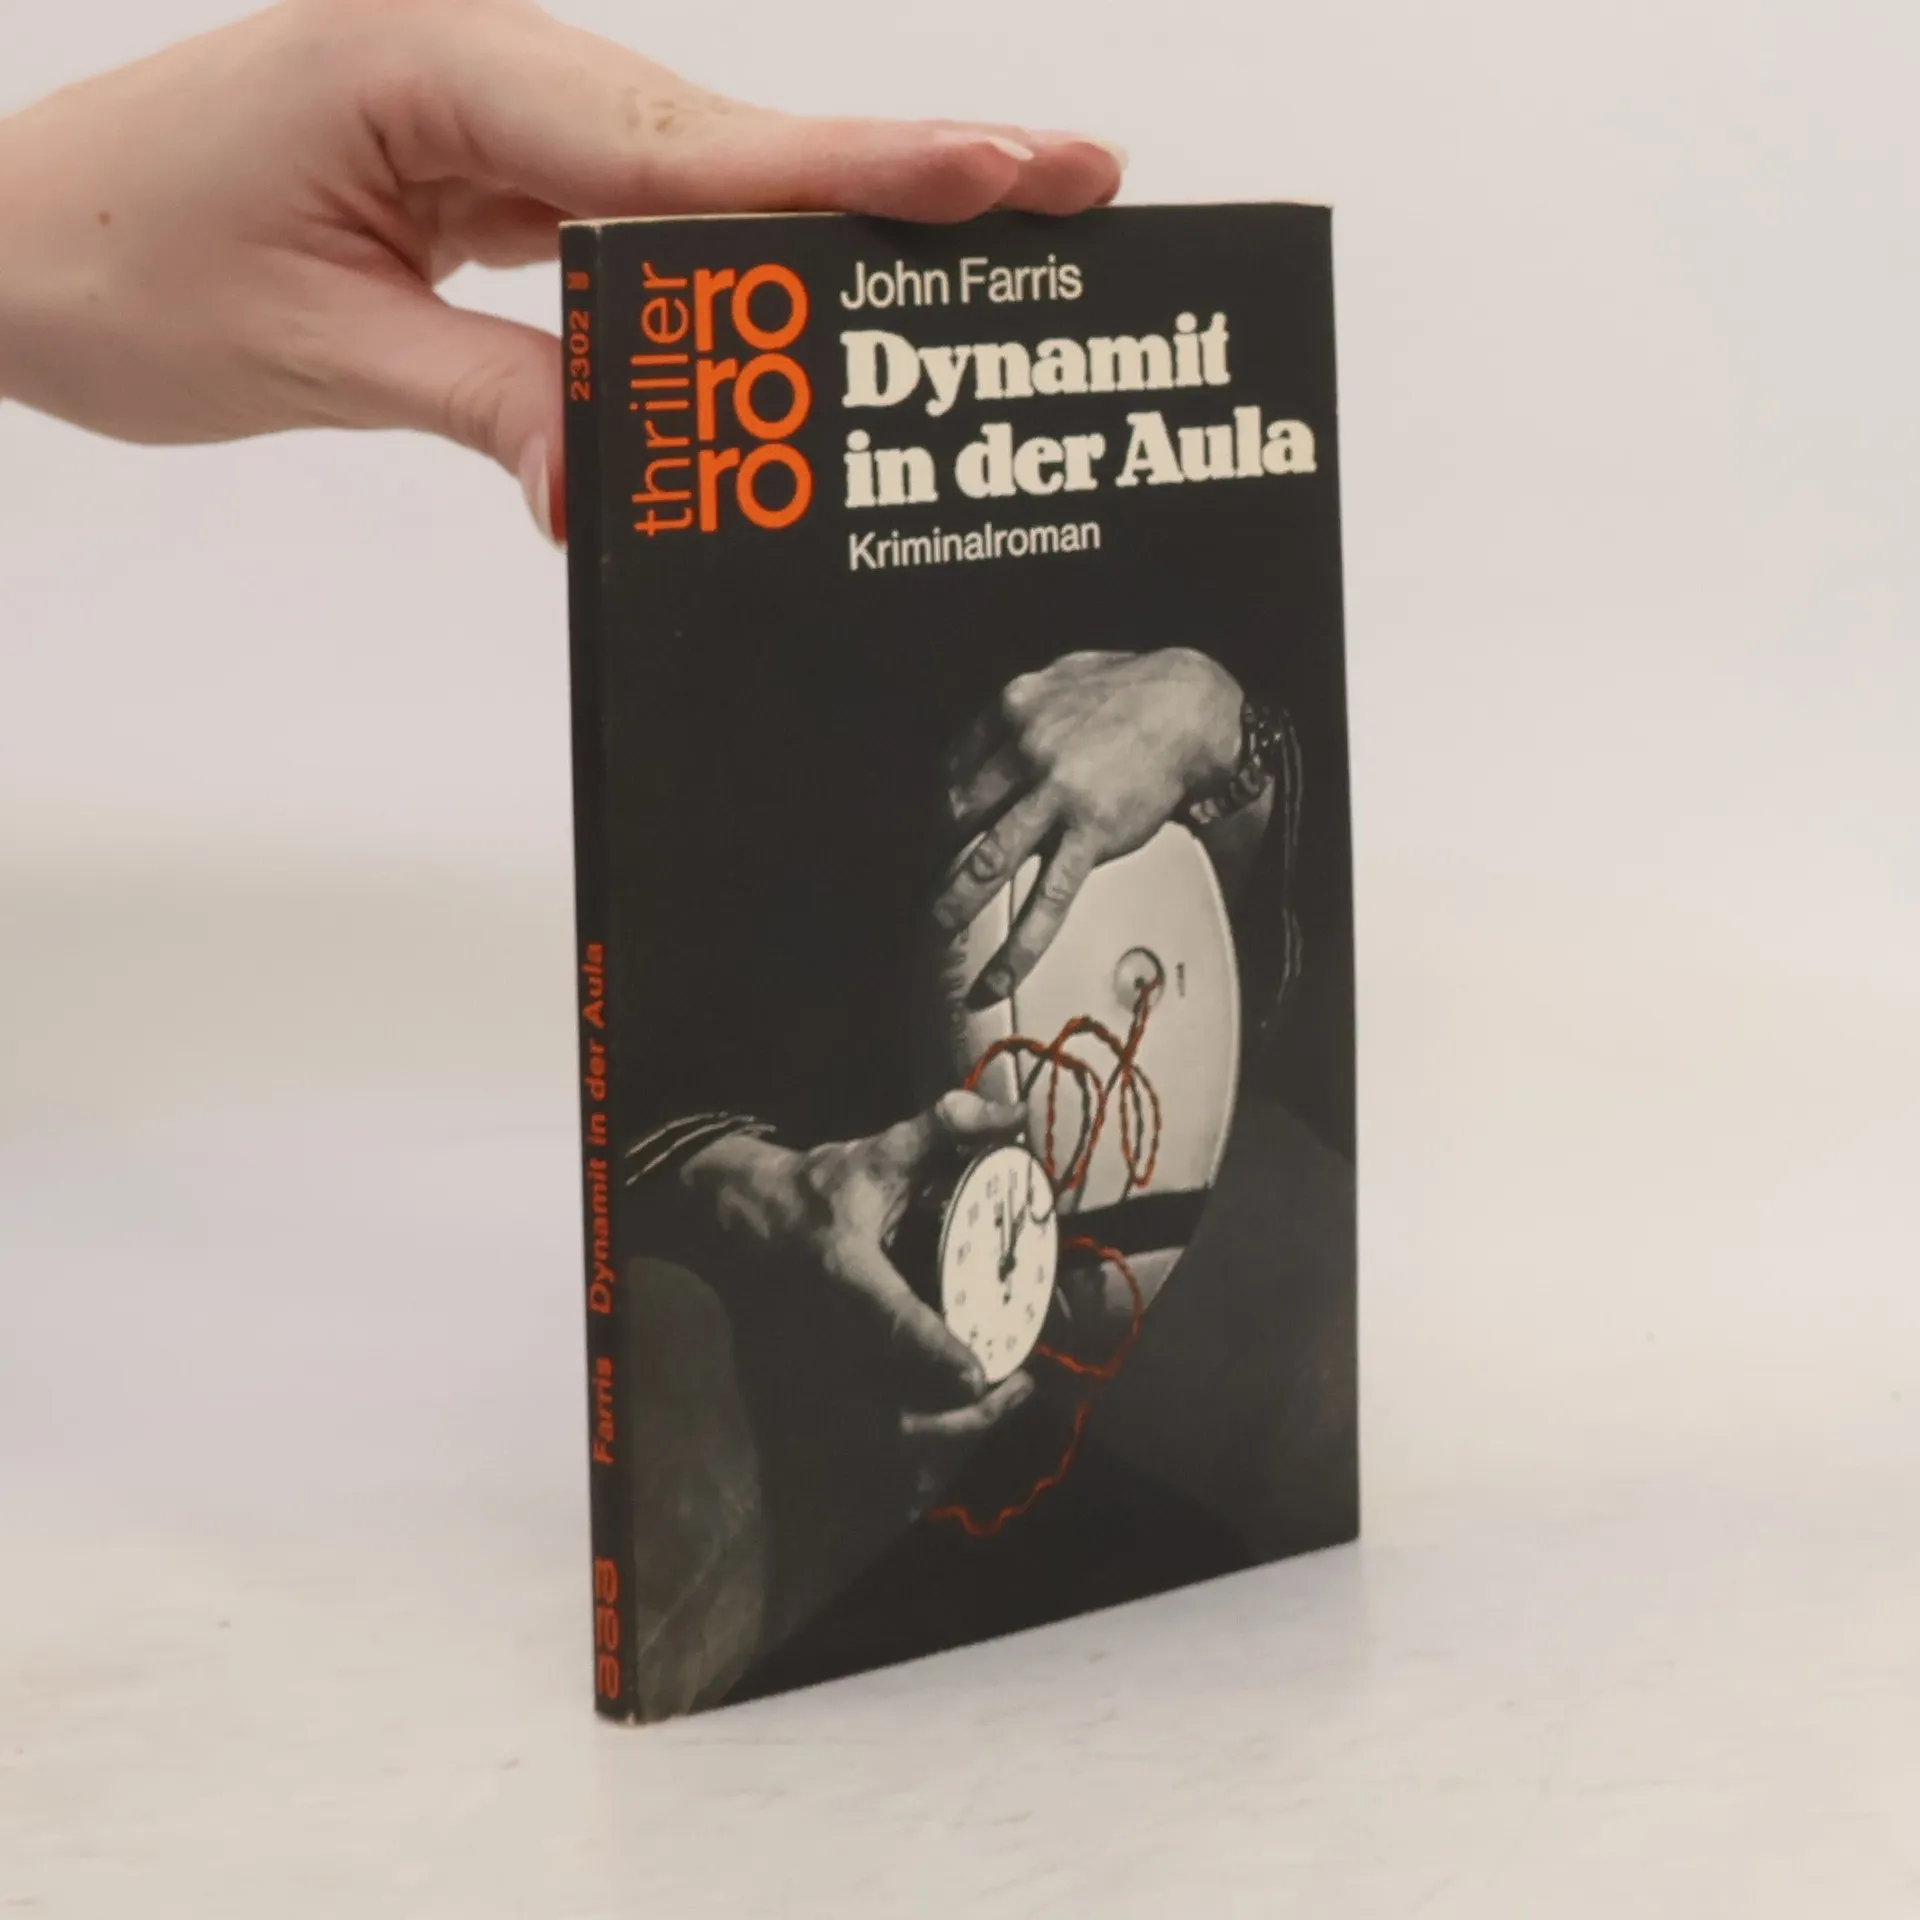 thriller
ro
ro
ro
John Farris
Dynamit
in der Aula
Kriminalroman
2302
Farris Dynamit in der Aula